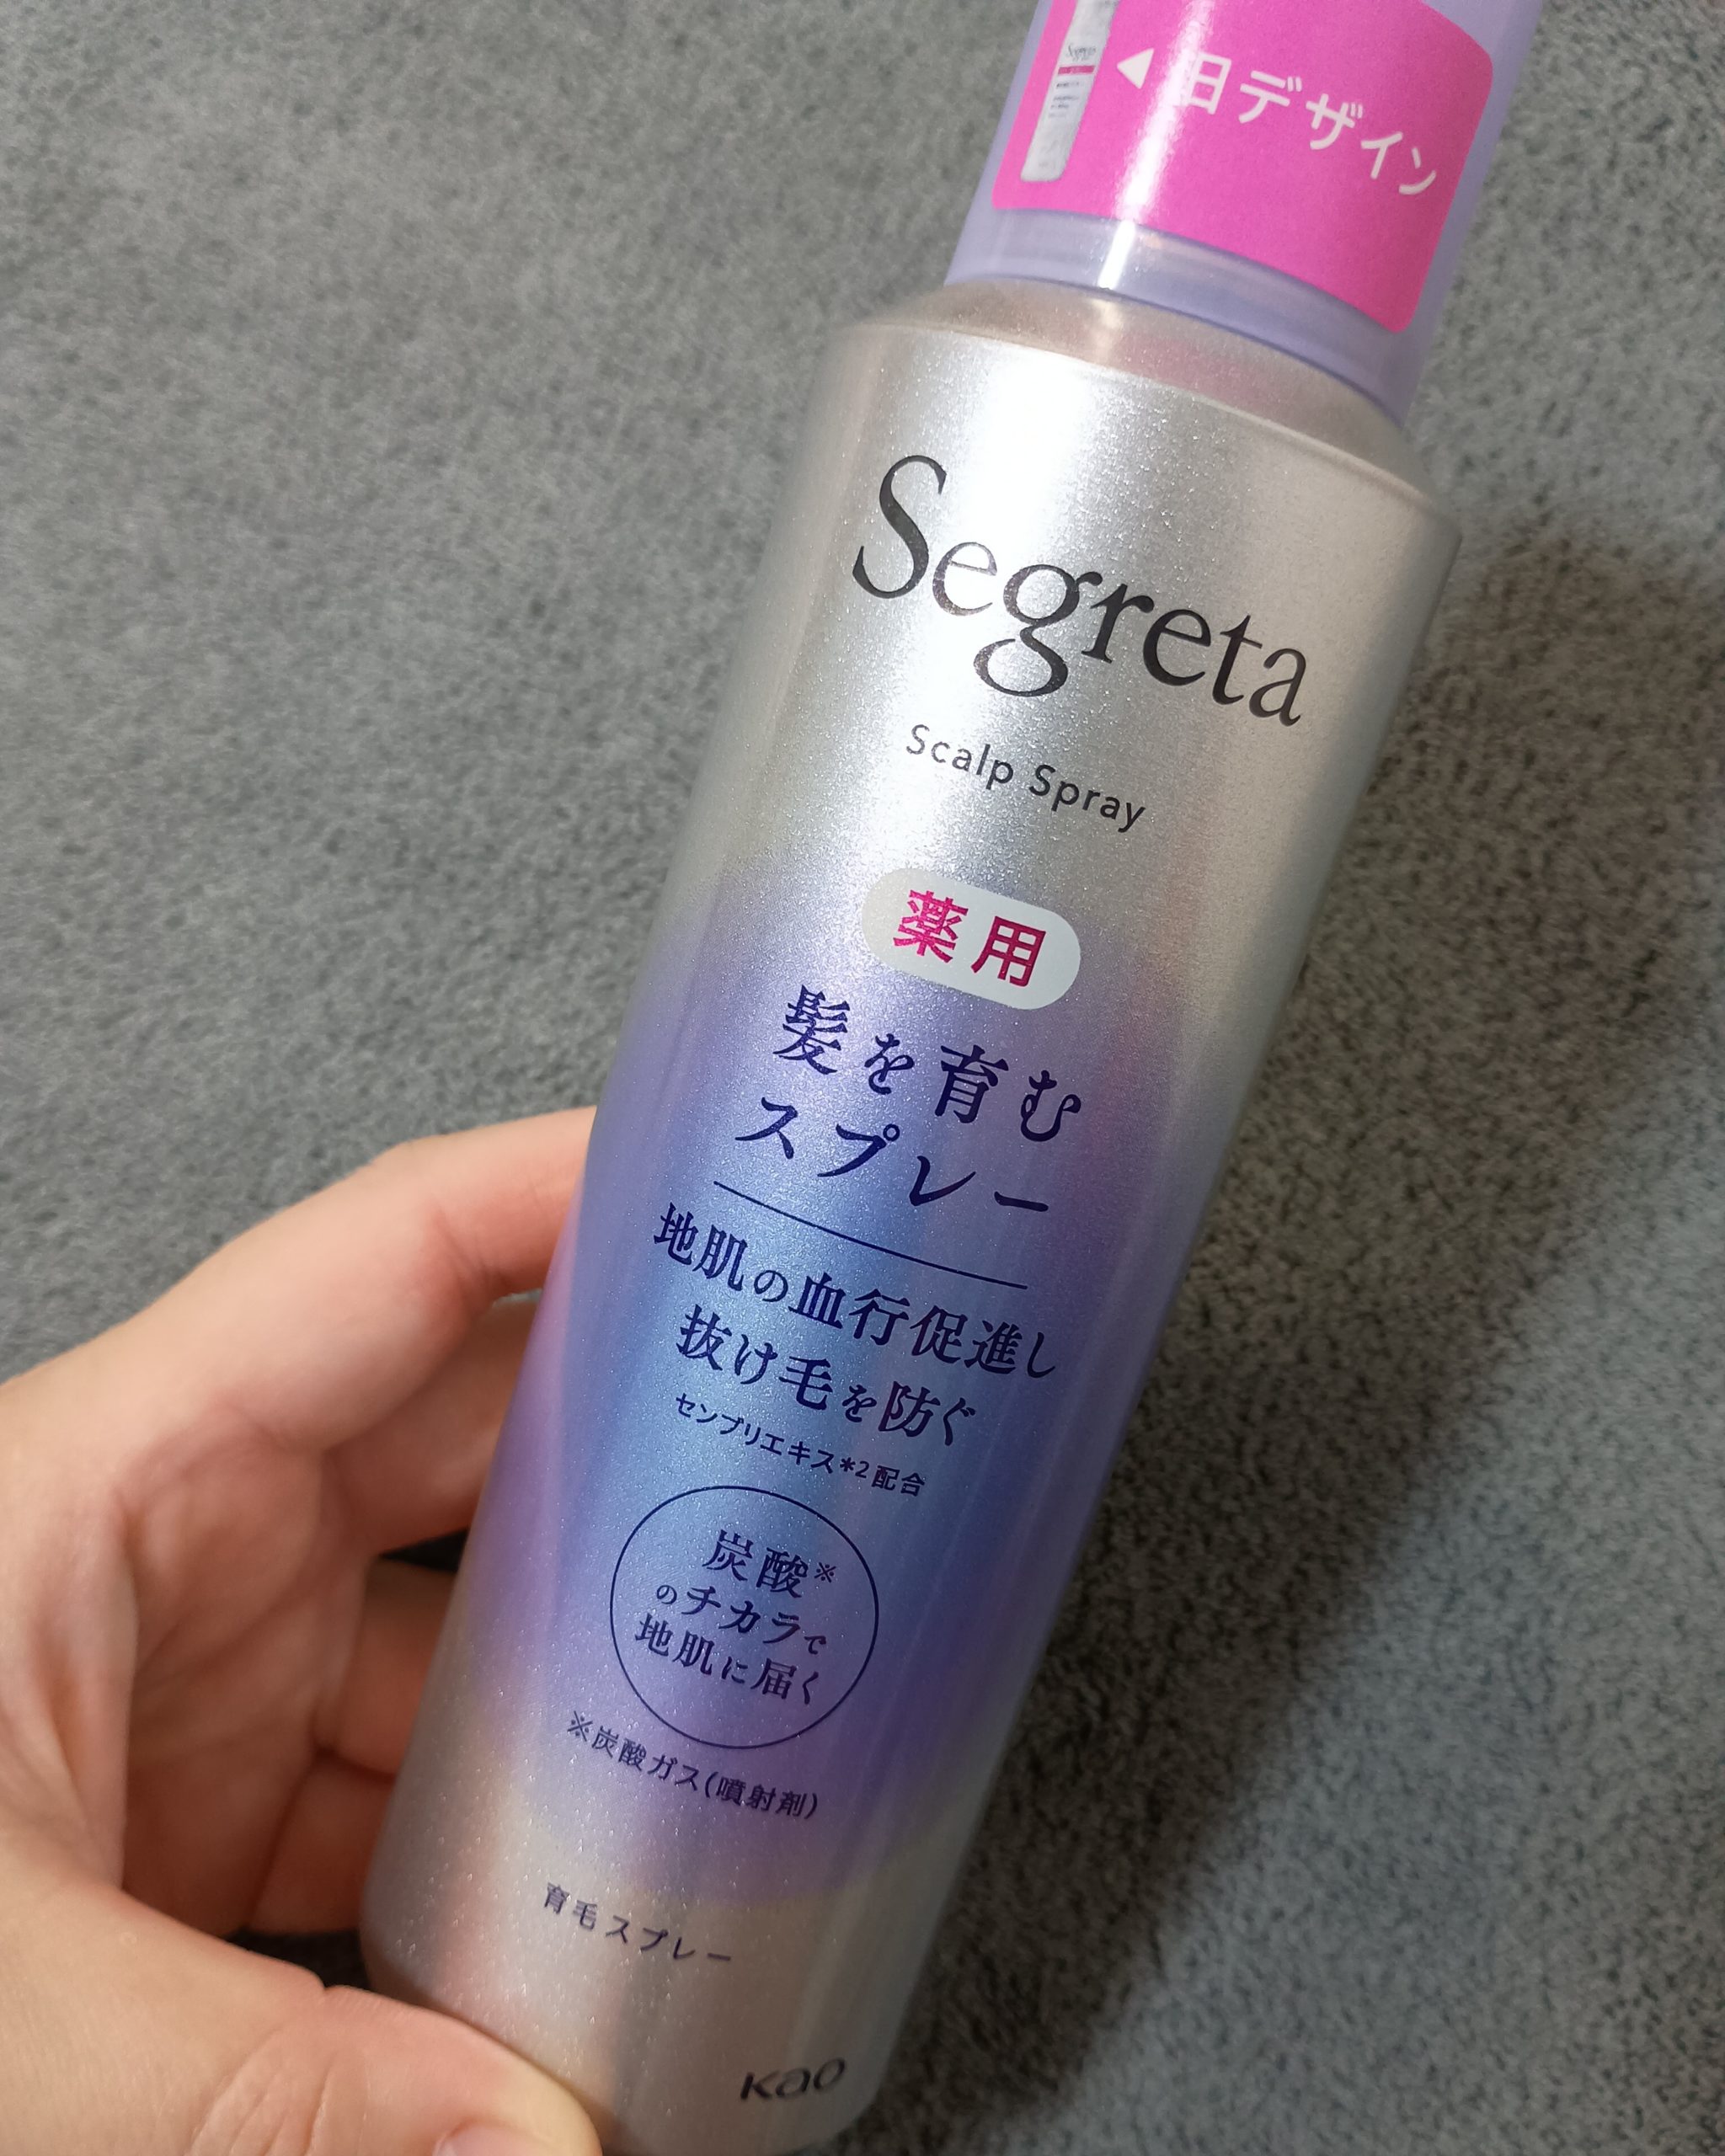 ◀ 旧デザイン
Segreta
Scalp Spray
薬用
髪を育む
スプレー
地肌の血行促進し
抜け毛を防ぐ
センブリエキス*2配合
炭酸※
のチカラで
地肌に届く
※炭酸ガス(噴射剤)
育毛スプレー
Kao